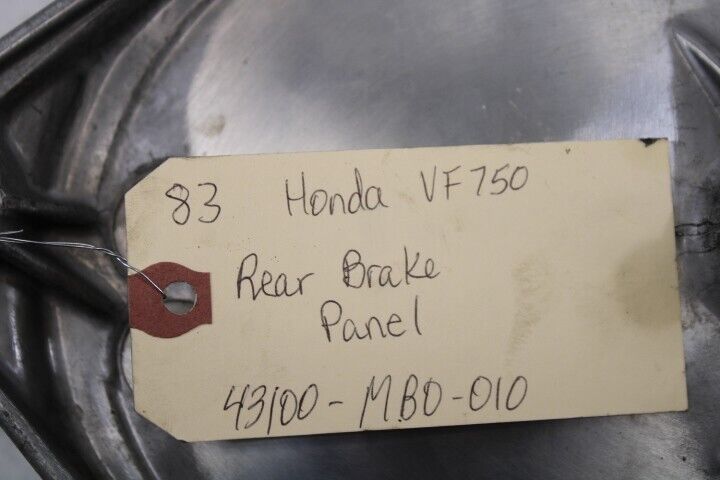 83 Honda VF750
Rear Brake
Panel
43100-MB0-010